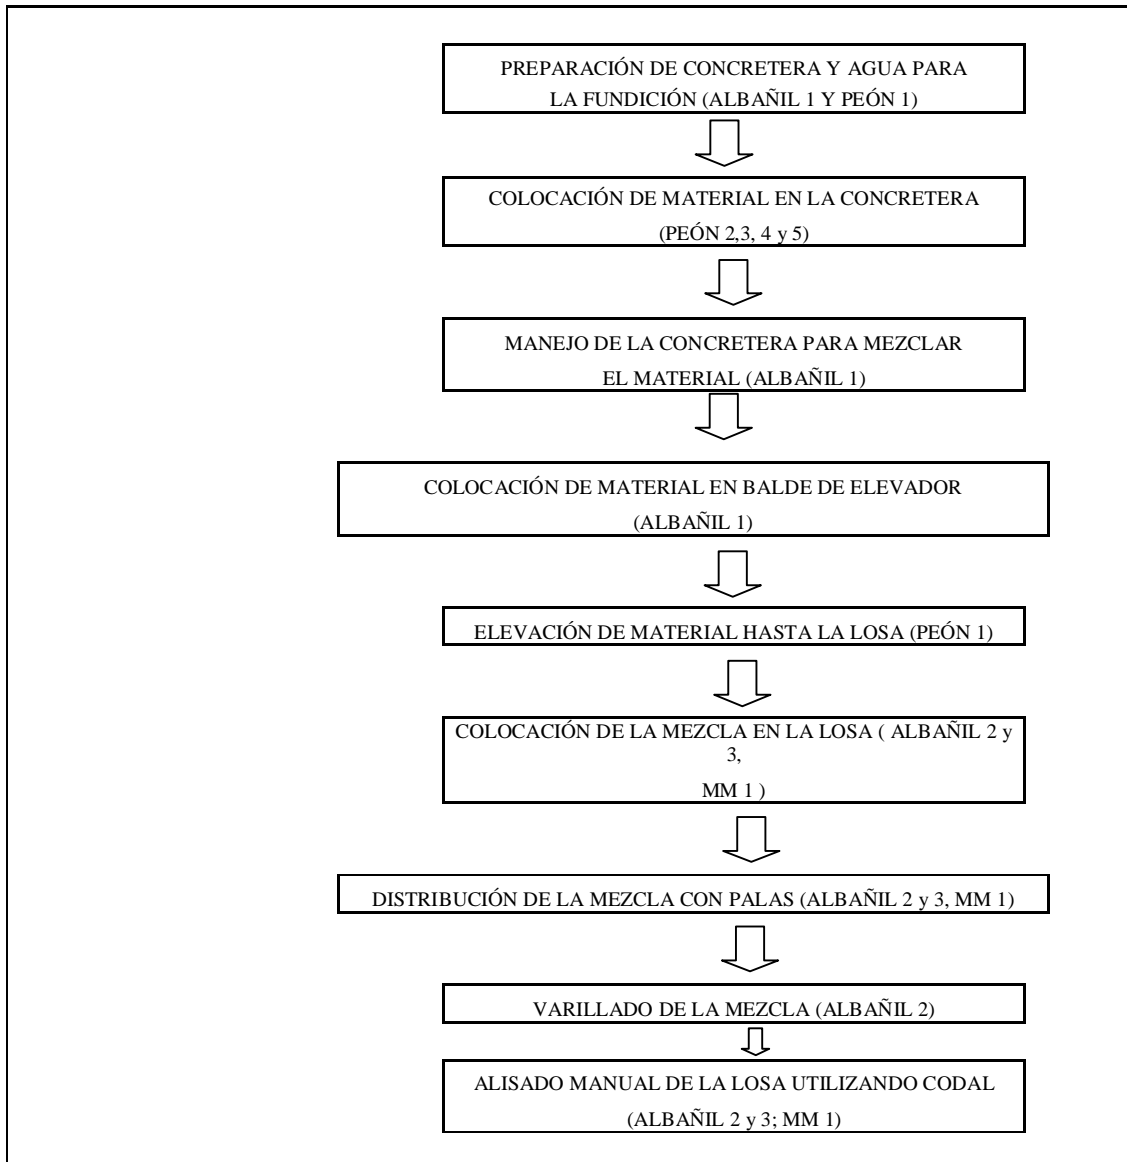 PREPARACIÓN DE CONCRETERA Y AGUA PARA
LA FUNDICIÓN (ALBAÑIL 1 Y PEÓN 1)
COLOCACIÓN DE MATERIAL EN LA CONCRETERA
(PEÓN 2,3, 4 y 5)
MANEJO DE LA CONCRETERA PARA MEZCLAR
EL MATERIAL (ALBAÑIL 1)
COLOCACIÓN DE MATERIAL EN BALDE DE ELEVADOR
(ALBAÑIL 1)
ELEVACIÓN DE MATERIAL HASTA LA LOSA (PEÓN 1)
COLOCACIÓN DE LA MEZCLA EN LA LOSA ( ALBAÑIL 2 y
3,
MM 1 )
DISTRIBUCIÓN DE LA MEZCLA CON PALAS (ALBAÑIL 2 y 3, MM 1)
VARILLADO DE LA MEZCLA (ALBAÑIL 2)
ALISADO MANUAL DE LA LOSA UTILIZANDO CODAL
(ALBAÑIL 2 y 3; MM 1)